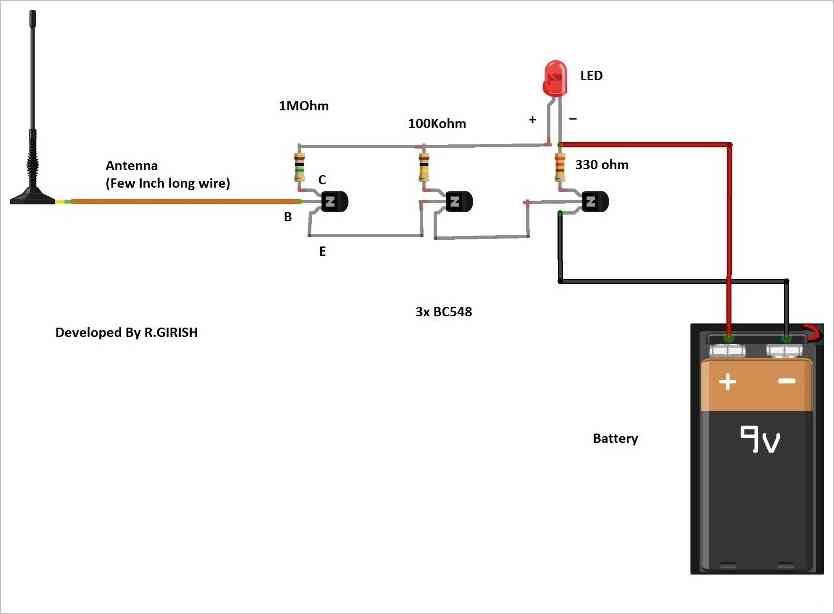 LED
1MOhm
100Kohm
+ −
Antenna
(Few Inch long wire)
330 ohm
C
B
E
3x BC548
Developed By R.GIRISH
+ −
9v
Battery